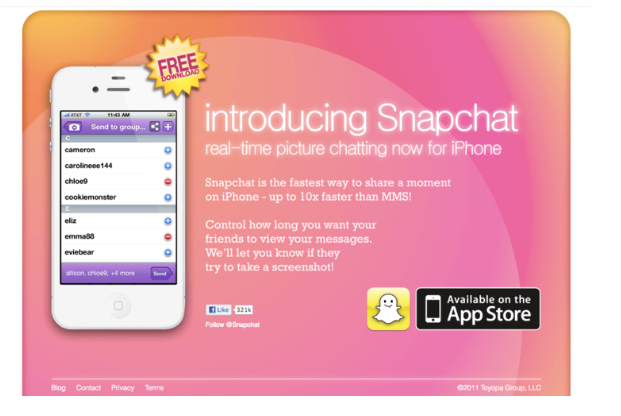 FREE
DOWNLOAD
AT&T
11:43 AM
Send to group...
C
cameron
carolineee144
chloe9
cookiemonster
E
eliz
emma88
eviebear
allison, chloe9, +4 more
Send
introducing Snapchat
real-time picture chatting now for iPhone
Snapchat is the fastest way to share a moment
on iPhone - up to 10x faster than MMS!
Control how long you want your
friends to view your messages.
We'll let you know if they
try to take a screenshot!
Like
321k
Follow @Snapchat
Available on the
App Store
Blog Contact Privacy Terms
©2011 Toyopa Group, LLC